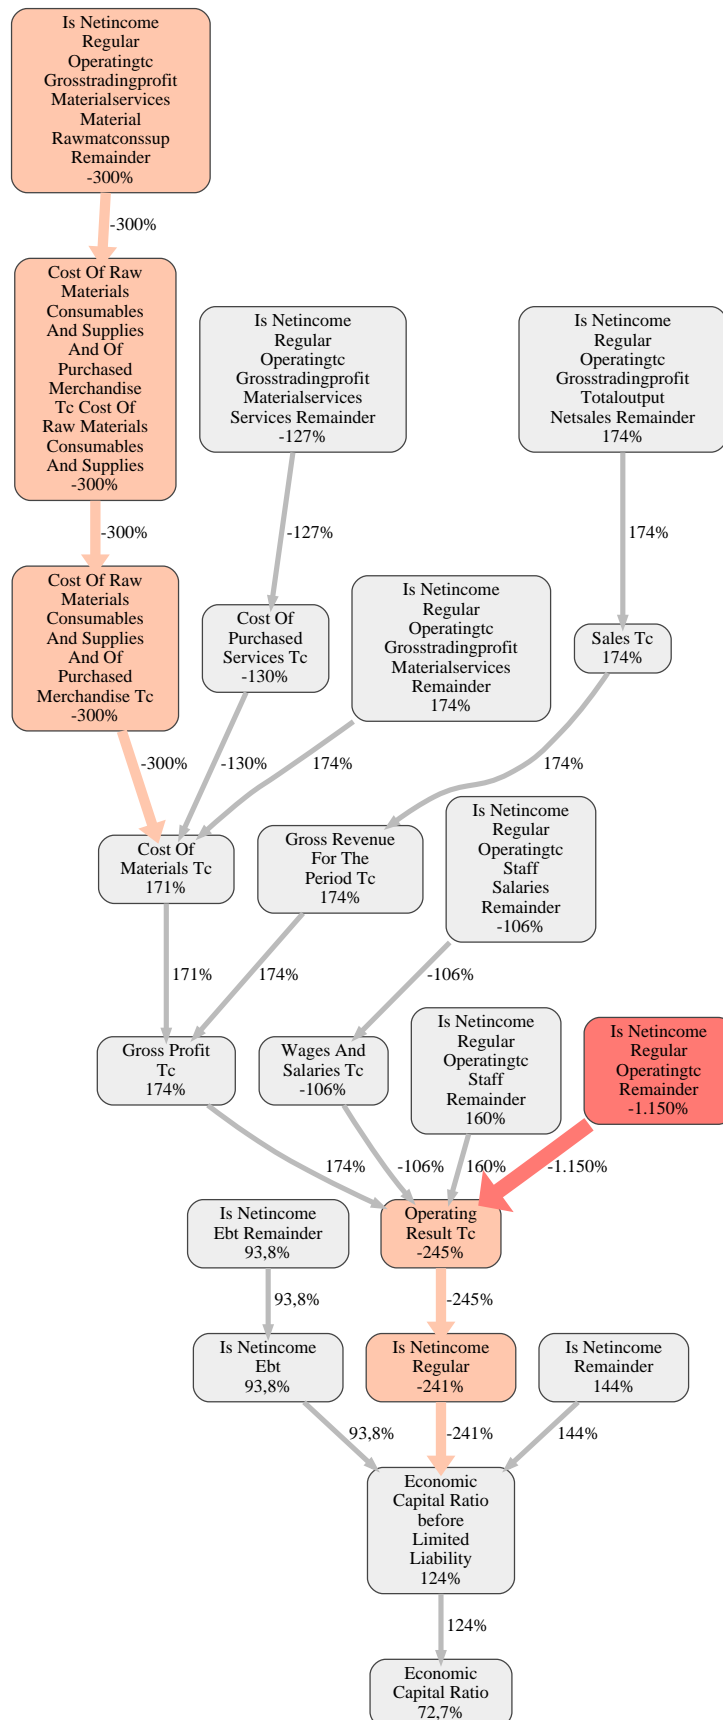 Is Netincome
Regular
Operatingtc
Grosstradingprofit
Materialservices
Material
Rawmatconssup
Remainder
-300%
-300%
Cost Of Raw
Materials
Consumables
And Supplies
And Of
Purchased
Merchandise
Tc Cost Of
Raw Materials
Consumables
And Supplies
-300%
Is Netincome
Regular
Operatingtc
Grosstradingprofit
Materialservices
Services Remainder
-127%
Is Netincome
Regular
Operatingtc
Grosstradingprofit
Totaloutput
Netsales Remainder
174%
-300%
-127%
174%
Cost Of Raw
Materials
Consumables
And Supplies
And Of
Purchased
Merchandise Tc
-300%
Cost Of
Purchased
Services Tc
-130%
Is Netincome
Regular
Operatingtc
Grosstradingprofit
Materialservices
Remainder
174%
Sales Tc
174%
-300%
-130%
174%
174%
Cost Of
Materials Tc
171%
Gross Revenue
For The
Period Tc
174%
Is Netincome
Regular
Operatingtc
Staff
Salaries
Remainder
-106%
171%
174%
-106%
Gross Profit
Tc
174%
Wages And
Salaries Tc
-106%
Is Netincome
Regular
Operatingtc
Staff
Remainder
160%
Is Netincome
Regular
Operatingtc
Remainder
-1.150%
174%
-106%
160%
-1.150%
Is Netincome
Ebt Remainder
93,8%
Operating
Result Tc
-245%
93,8%
-245%
Is Netincome
Ebt
93,8%
Is Netincome
Regular
-241%
Is Netincome
Remainder
144%
93,8%
-241%
144%
Economic
Capital Ratio
before
Limited
Liability
124%
124%
Economic
Capital Ratio
72,7%